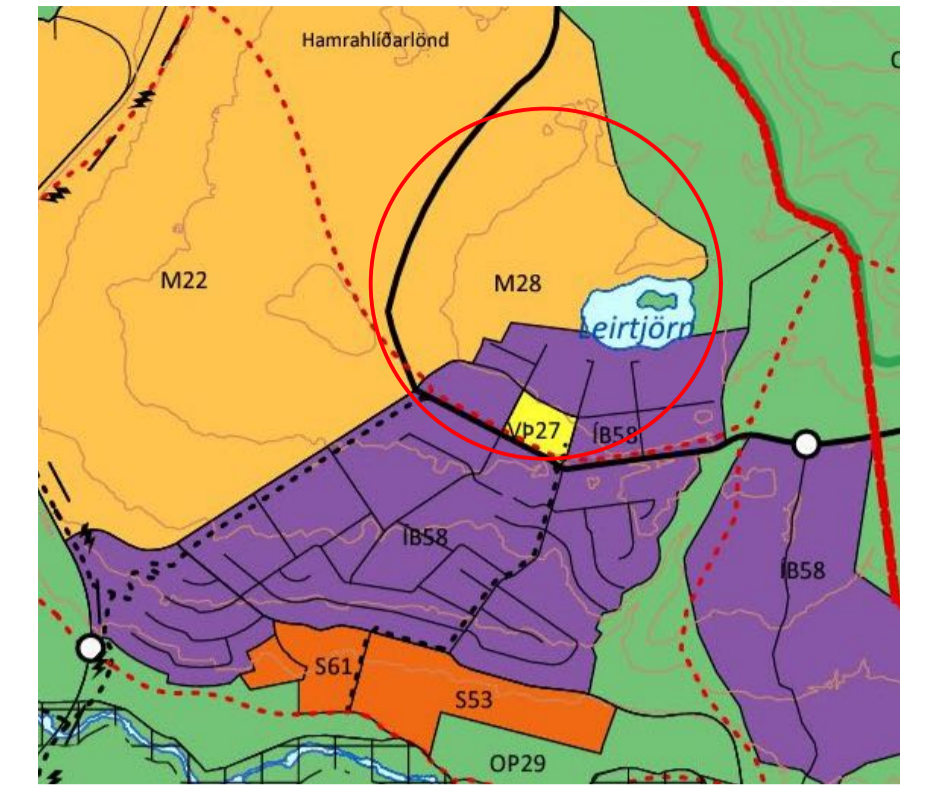 Hamrahlíðarlönd
M22
M28
Leirtjörn
VÞ27
ÍB58
ÍB58
ÍB58
S61
S53
OP29